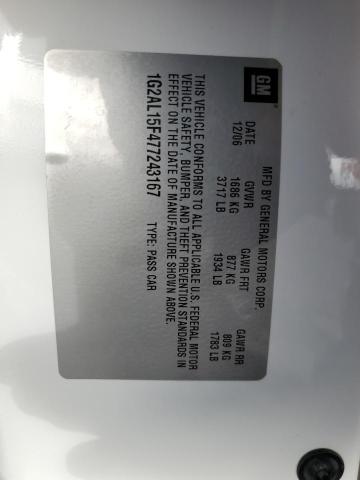 GM
MFD BY GENERAL MOTORS CORP
DATE GVWR GAWR FRT GAWR RR
12/06 1686 KG 877 KG 809 KG
3717 LB 1934 LB 1783 LB
THIS VEHICLE CONFORMS TO ALL APPLICABLE U.S. FEDERAL MOTOR
VEHICLE SAFETY, BUMPER, AND THEFT PREVENTION STANDARDS IN
EFFECT ON THE DATE OF MANUFACTURE SHOWN ABOVE.
1G2AL15F477243167 TYPE: PASS CAR